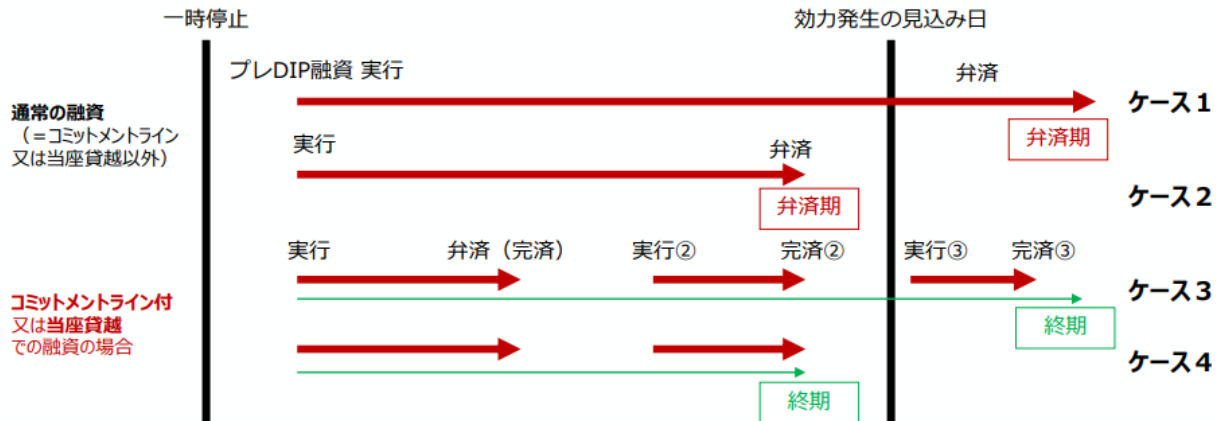 一時停止
効力発生の見込み日
プレDIP融資 実行
弁済
ケース1
通常の融資
（＝コミットメントライン
又は当座貸越以外）
弁済期
実行
弁済
ケース2
弁済期
実行
弁済（完済）
実行②
完済②
実行③
完済③
ケース3
コミットメントライン付
又は当座貸越
での融資の場合
終期
ケース4
終期